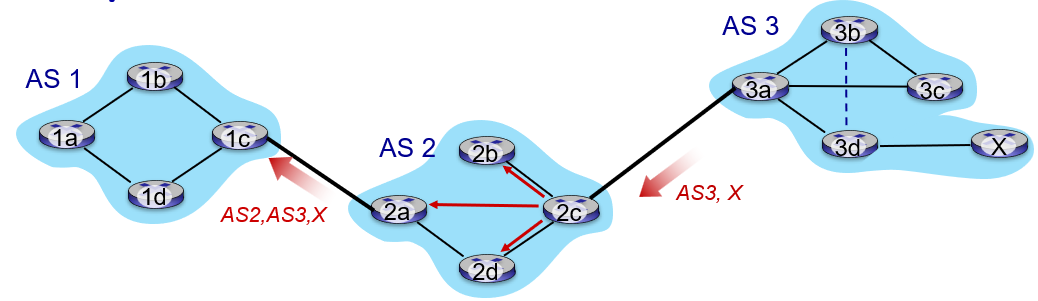 AS 1
1b
1a
1c
1d
AS2,AS3,X
AS 2
2b
2a
2c
2d
AS3, X
AS 3
3b
3a
3c
3d
X